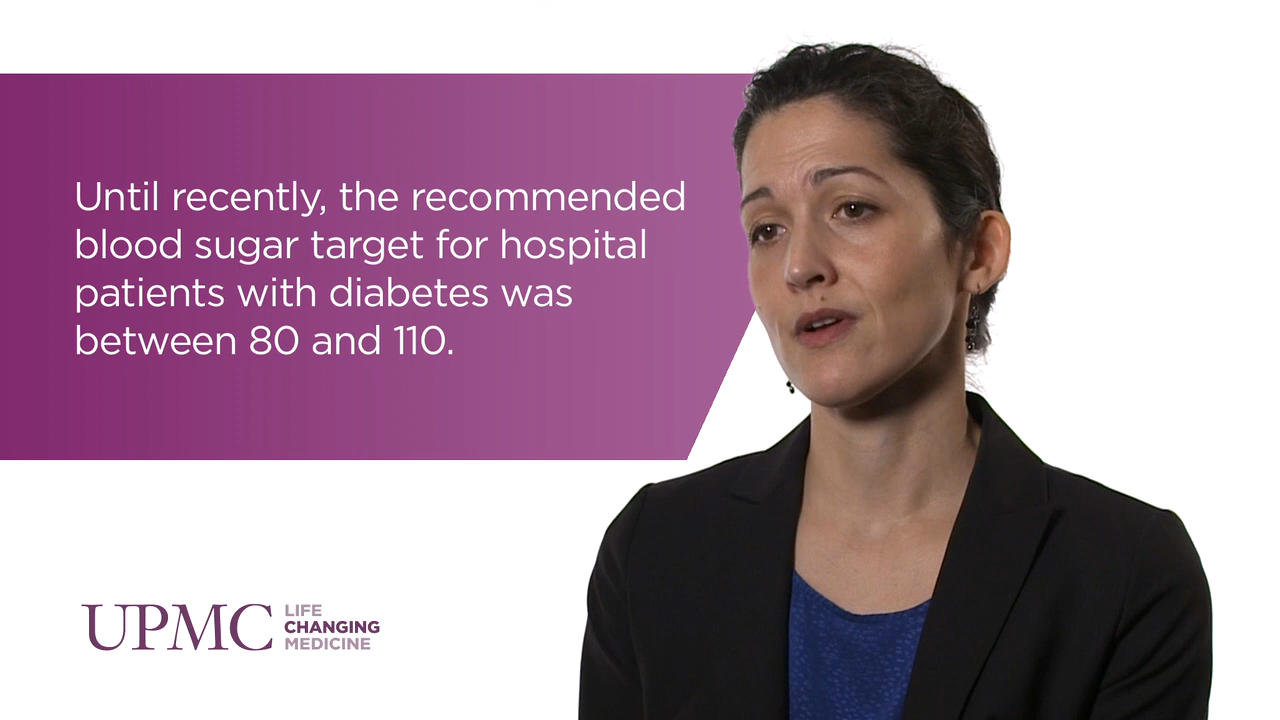 Until recently, the recommended
blood sugar target for hospital
patients with diabetes was
between 80 and 110.
UPMC
LIFE
CHANGING
MEDICINE